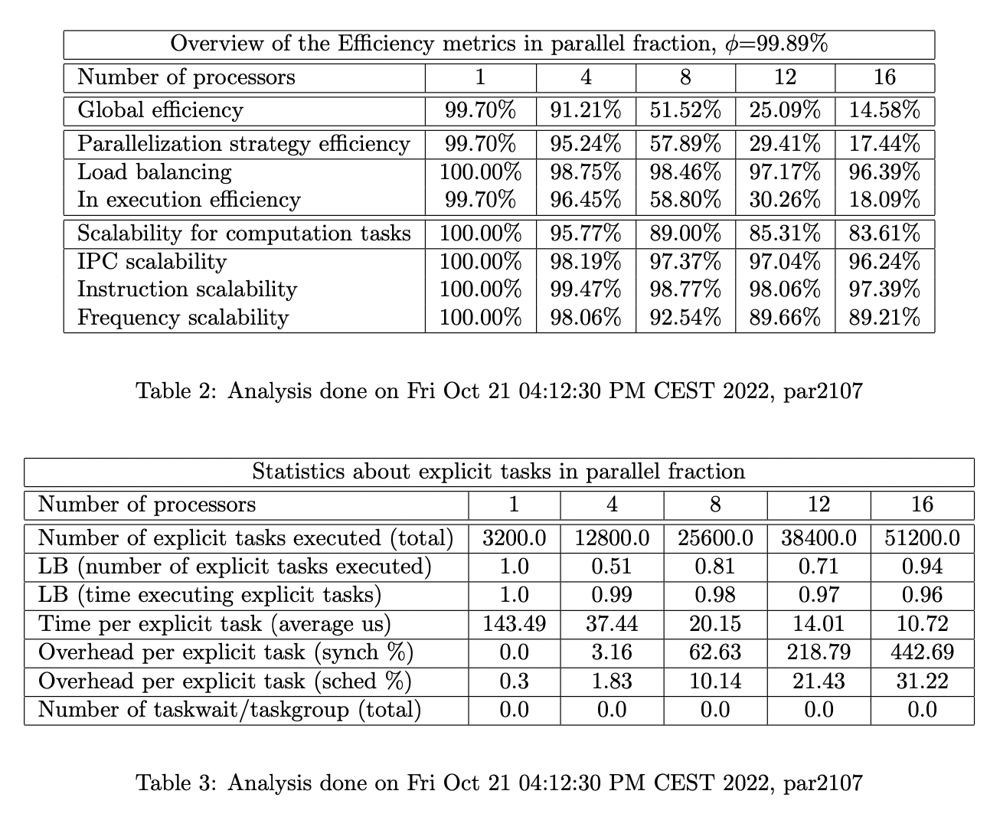 Overview of the Efficiency metrics in parallel fraction, ϕ=99.89%
Number of processors 1 4 8 12 16
Global efficiency 99.70% 91.21% 51.52% 25.09% 14.58%
Parallelization strategy efficiency 99.70% 95.24% 57.89% 29.41% 17.44%
Load balancing 100.00% 98.75% 98.46% 97.17% 96.39%
In execution efficiency 99.70% 96.45% 58.80% 30.26% 18.09%
Scalability for computation tasks 100.00% 95.77% 89.00% 85.31% 83.61%
IPC scalability 100.00% 98.19% 97.37% 97.04% 96.24%
Instruction scalability 100.00% 99.47% 98.77% 98.06% 97.39%
Frequency scalability 100.00% 98.06% 92.54% 89.66% 89.21%
Table 2: Analysis done on Fri Oct 21 04:12:30 PM CEST 2022, par2107
Statistics about explicit tasks in parallel fraction
Number of processors 1 4 8 12 16
Number of explicit tasks executed (total) 3200.0 12800.0 25600.0 38400.0 51200.0
LB (number of explicit tasks executed) 1.0 0.51 0.81 0.71 0.94
LB (time executing explicit tasks) 1.0 0.99 0.98 0.97 0.96
Time per explicit task (average us) 143.49 37.44 20.15 14.01 10.72
Overhead per explicit task (synch %) 0.0 3.16 62.63 218.79 442.69
Overhead per explicit task (sched %) 0.3 1.83 10.14 21.43 31.22
Number of taskwait/taskgroup (total) 0.0 0.0 0.0 0.0 0.0
Table 3: Analysis done on Fri Oct 21 04:12:30 PM CEST 2022, par2107